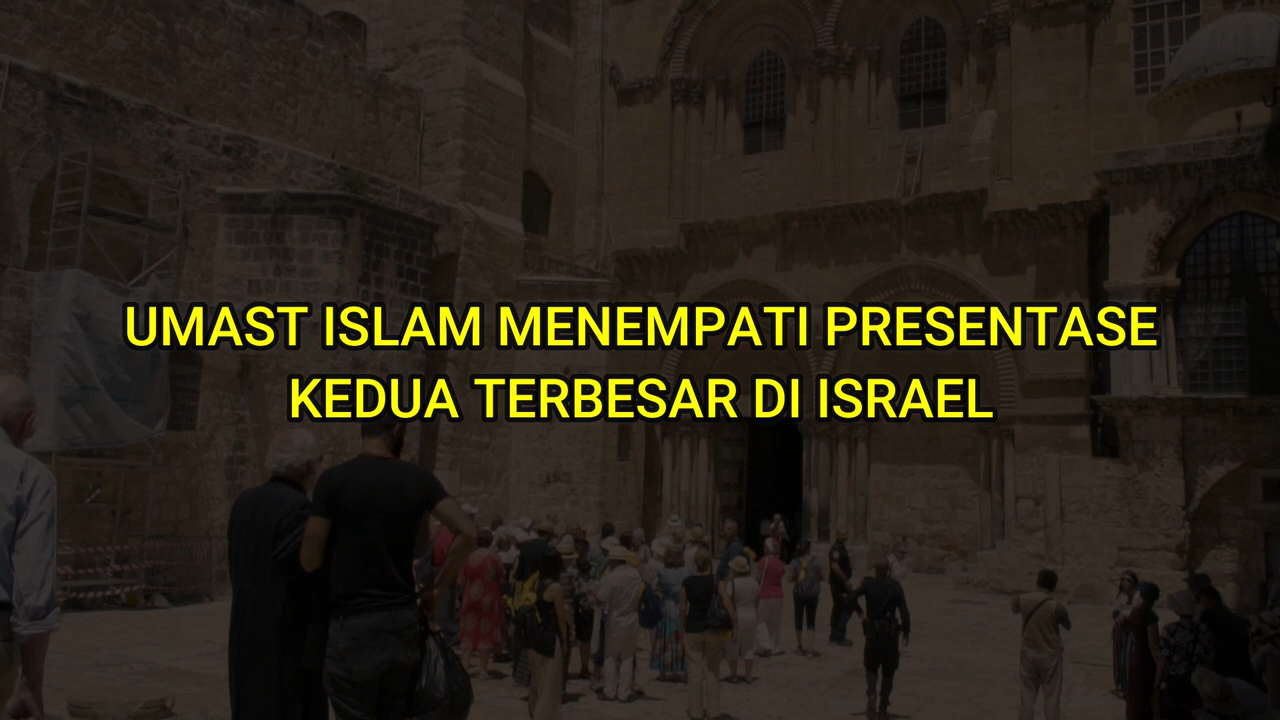 UMAST ISLAM MENEMPATI PRESENTASE
KEDUA TERBESAR DI ISRAEL